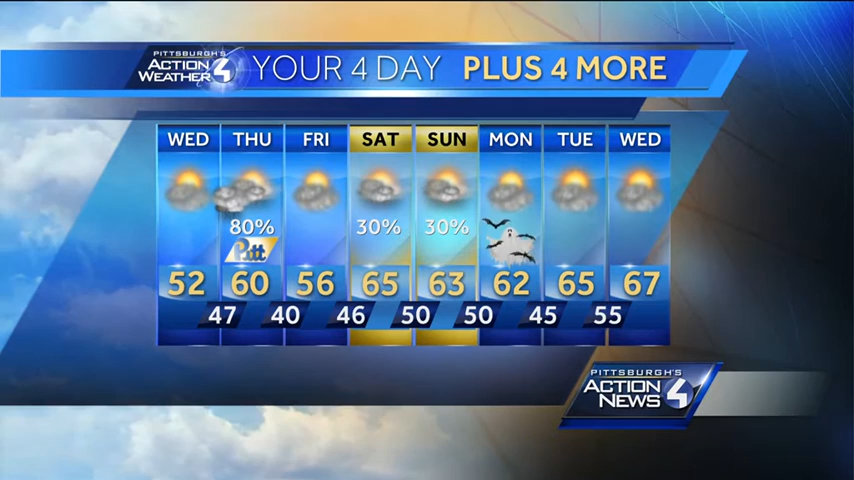 PITTSBURGH'S
ACTION
WEATHER 4
YOUR 4 DAY PLUS 4 MORE
WED THU FRI SAT SUN MON TUE WED
80% 30% 30%
Pitt
52 60 56 65 63 62 65 67
47 40 46 50 50 45 55
PITTSBURGH'S
ACTION
NEWS 4